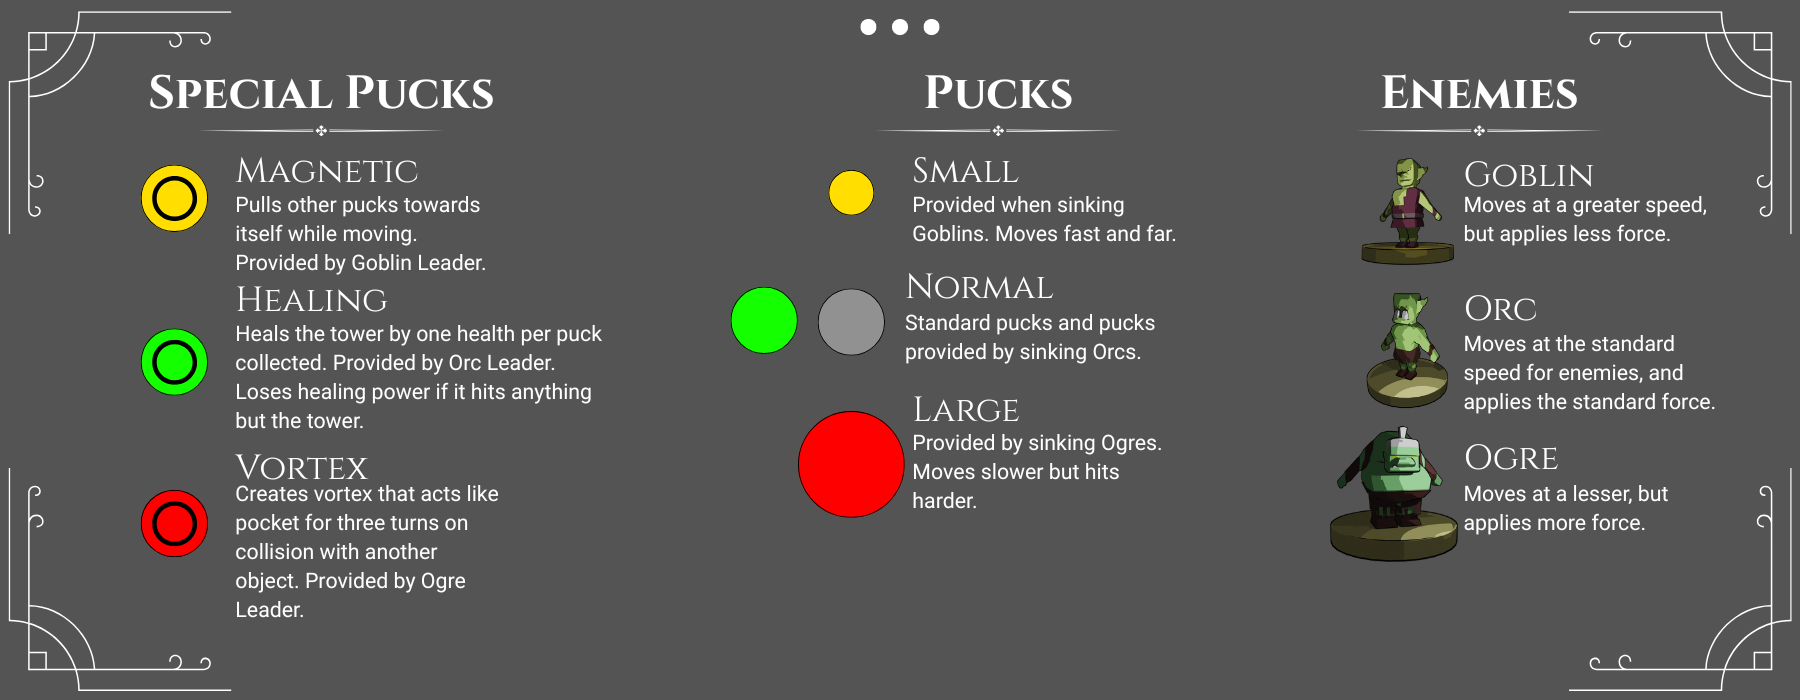 Special Pucks
Magnetic
Pulls other pucks towards
itself while moving.
Provided by Goblin Leader.
Healing
Heals the tower by one health per puck
collected. Provided by Orc Leader.
Loses healing power if it hits anything
but the tower.
Vortex
Creates vortex that acts like
pocket for three turns on
collision with another
object. Provided by Ogre
Leader.
Pucks
Small
Provided when sinking
Goblins. Moves fast and far.
Normal
Standard pucks and pucks
provided by sinking Orcs.
Large
Provided by sinking Ogres.
Moves slower but hits
harder.
Enemies
Goblin
Moves at a greater speed,
but applies less force.
Orc
Moves at the standard
speed for enemies, and
applies the standard force.
Ogre
Moves at a lesser, but
applies more force.